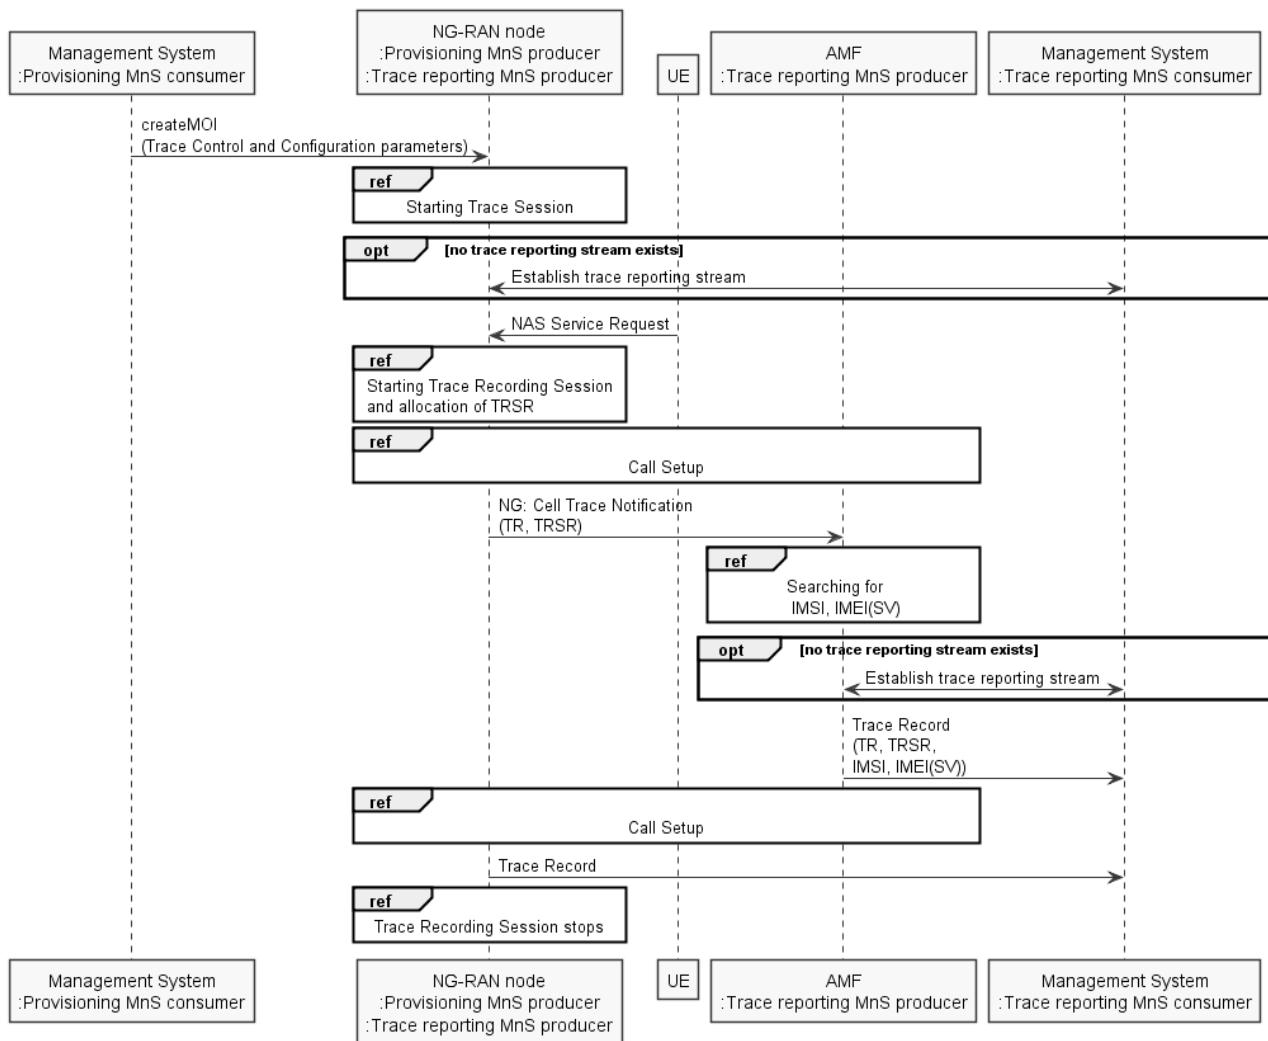 Management System
:Provisioning MnS consumer
NG-RAN node
:Provisioning MnS producer
:Trace reporting MnS producer
UE
AMF
:Trace reporting MnS producer
Management System
:Trace reporting MnS consumer
createMOI
(Trace Control and Configuration parameters)
ref
Starting Trace Session
opt [no trace reporting stream exists]
Establish trace reporting stream
NAS Service Request
ref
Starting Trace Recording Session
and allocation of TRSR
ref
Call Setup
NG: Cell Trace Notification
(TR, TRSR)
ref
Searching for
IMSI, IMEI(SV)
opt [no trace reporting stream exists]
Establish trace reporting stream
Trace Record
(TR, TRSR,
IMSI, IMEI(SV))
ref
Call Setup
Trace Record
ref
Trace Recording Session stops
Management System
:Provisioning MnS consumer
NG-RAN node
:Provisioning MnS producer
:Trace reporting MnS producer
UE
AMF
:Trace reporting MnS producer
Management System
:Trace reporting MnS consumer